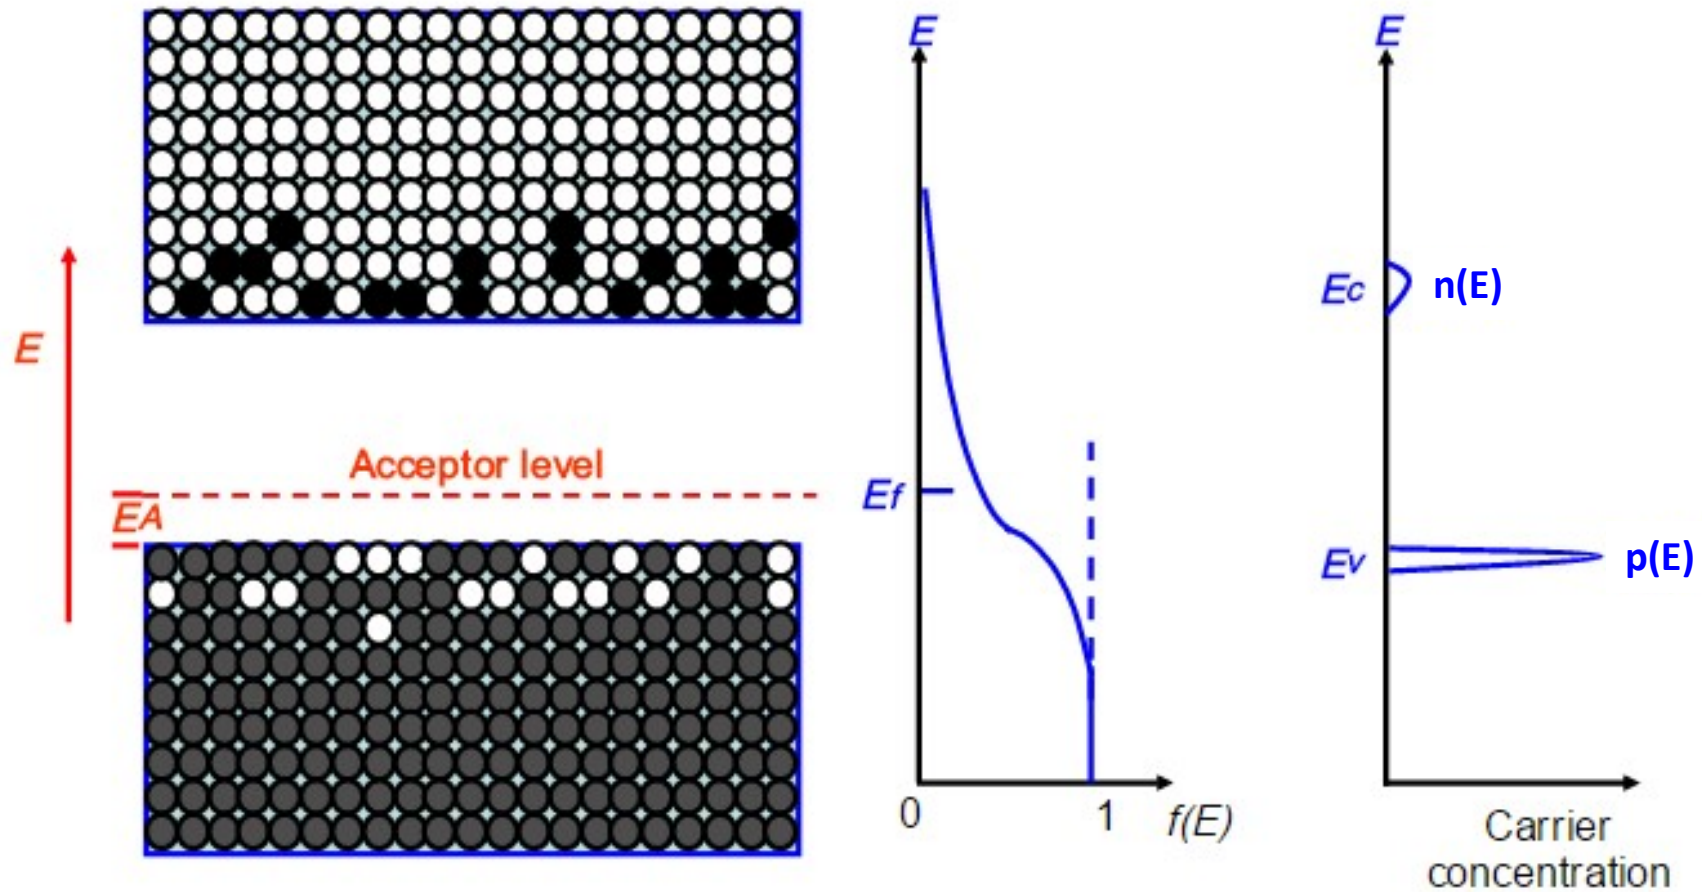 E
Acceptor level
EA
E
Ef
0
1
f(E)
E
Ec
n(E)
Ev
p(E)
Carrier
concentration